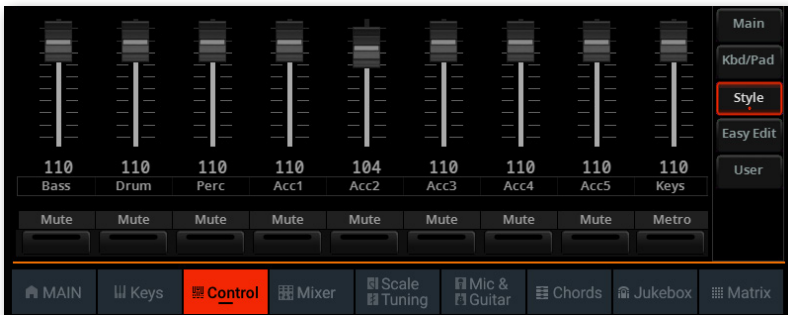 Main
Kbd/Pad
Style
Easy Edit
User
110 110 110 110 104 110 110 110 110
Bass Drum Perc Acc1 Acc2 Acc3 Acc4 Acc5 Keys
Mute Mute Mute Mute Mute Mute Mute Mute Metro
MAIN Keys Control Mixer Scale Tuning Mic & Guitar Chords Jukebox Matrix